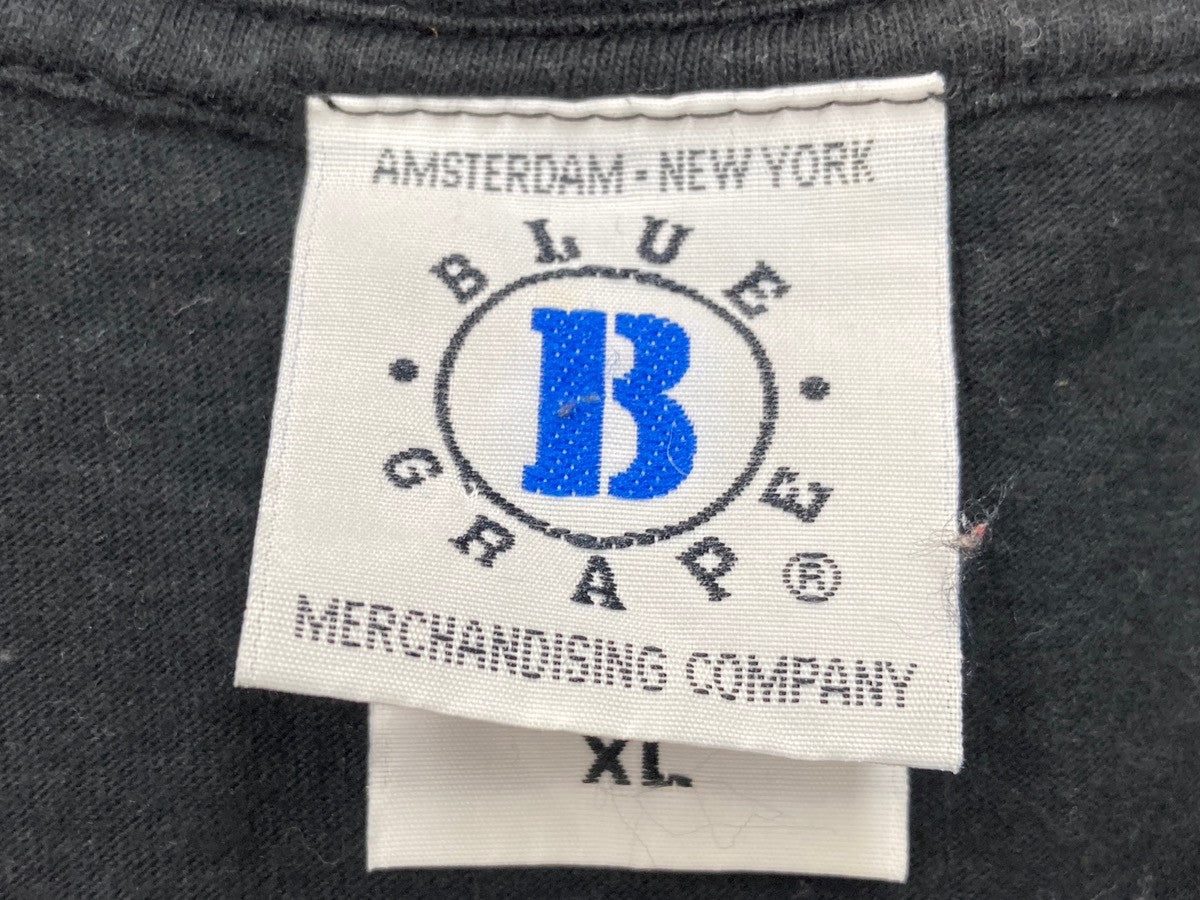 AMSTERDAM - NEW YORK
BLUE
B
GRAPE®
MERCHANDISING COMPANY
XL